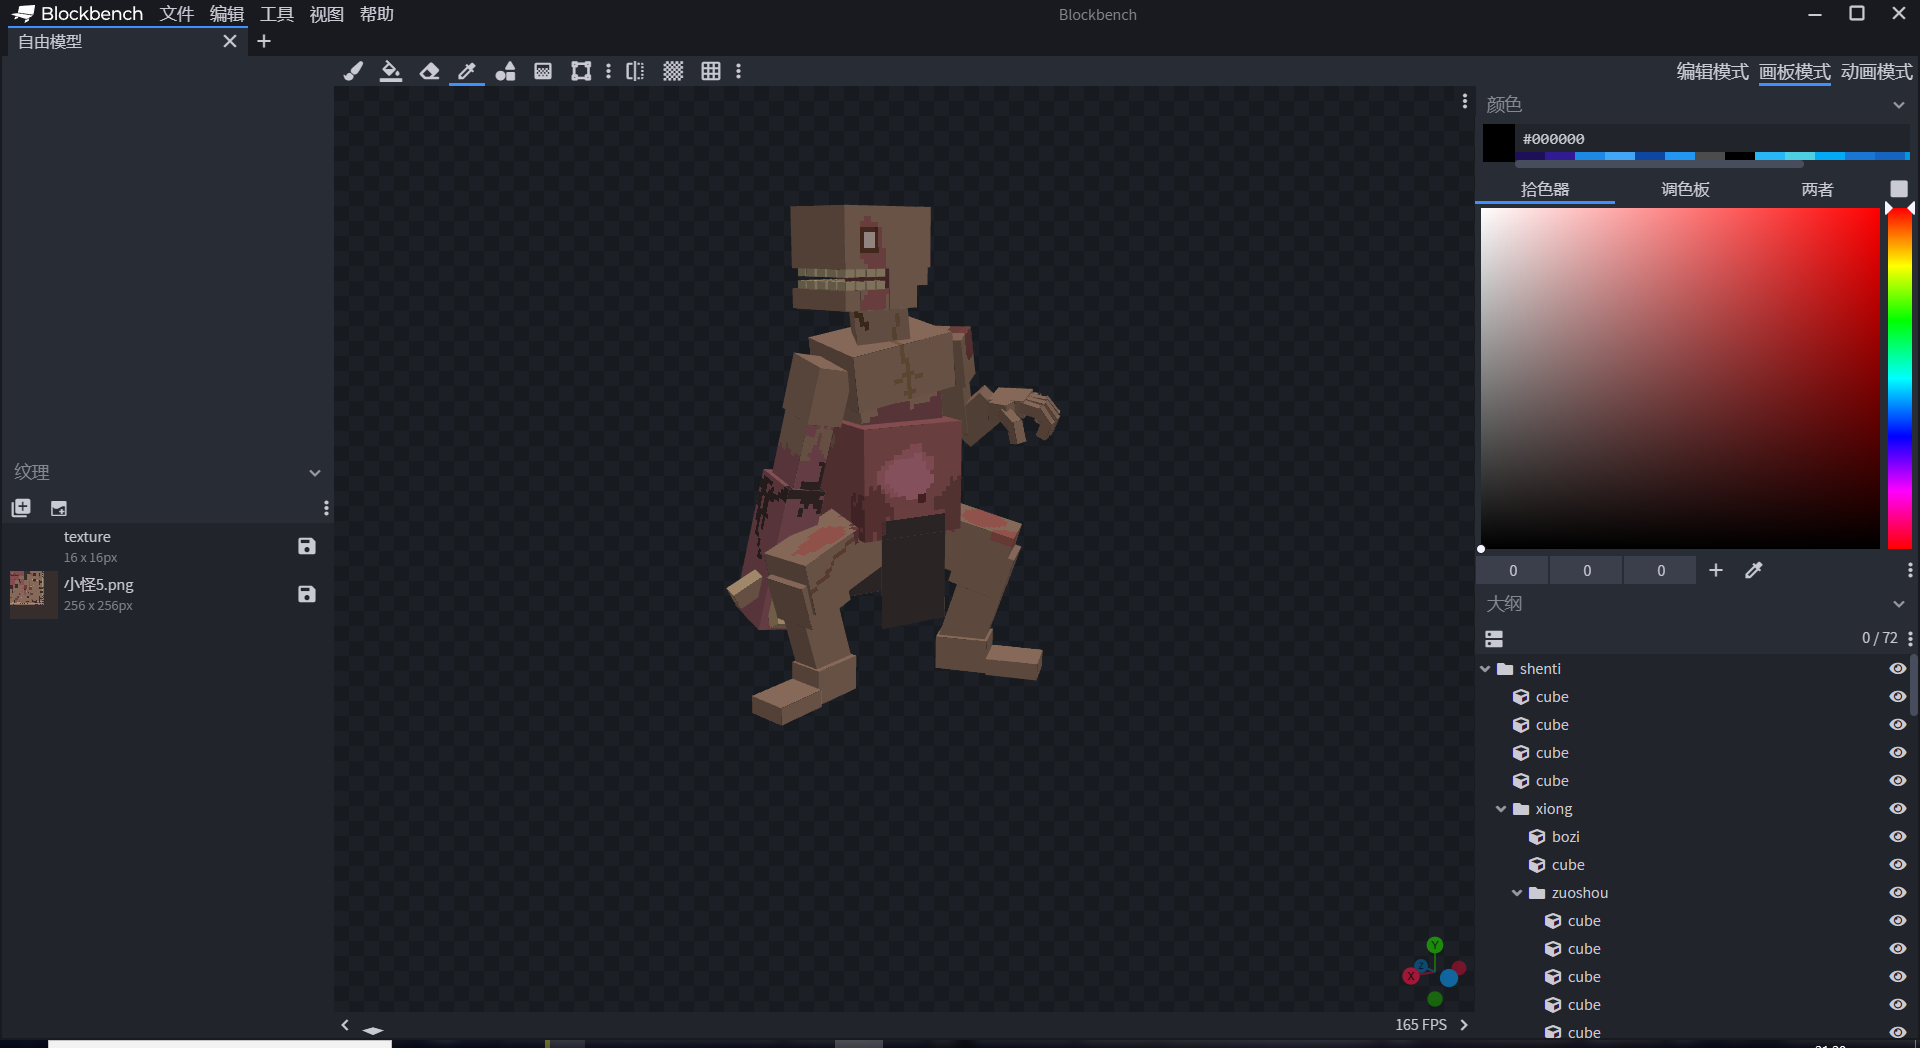 Blockbench 文件 编辑 工具 视图 帮助
Blockbench
自由模型
编辑模式 画板模式 动画模式
颜色
#000000
拾色器 调色板 两者
0 0 0
大纲
0 / 72
shenti
cube
cube
cube
cube
xiong
bozi
cube
zuoshou
cube
cube
cube
cube
cube
纹理
texture
16 x 16px
小怪5.png
256 x 256px
Y
Z
X
165 FPS